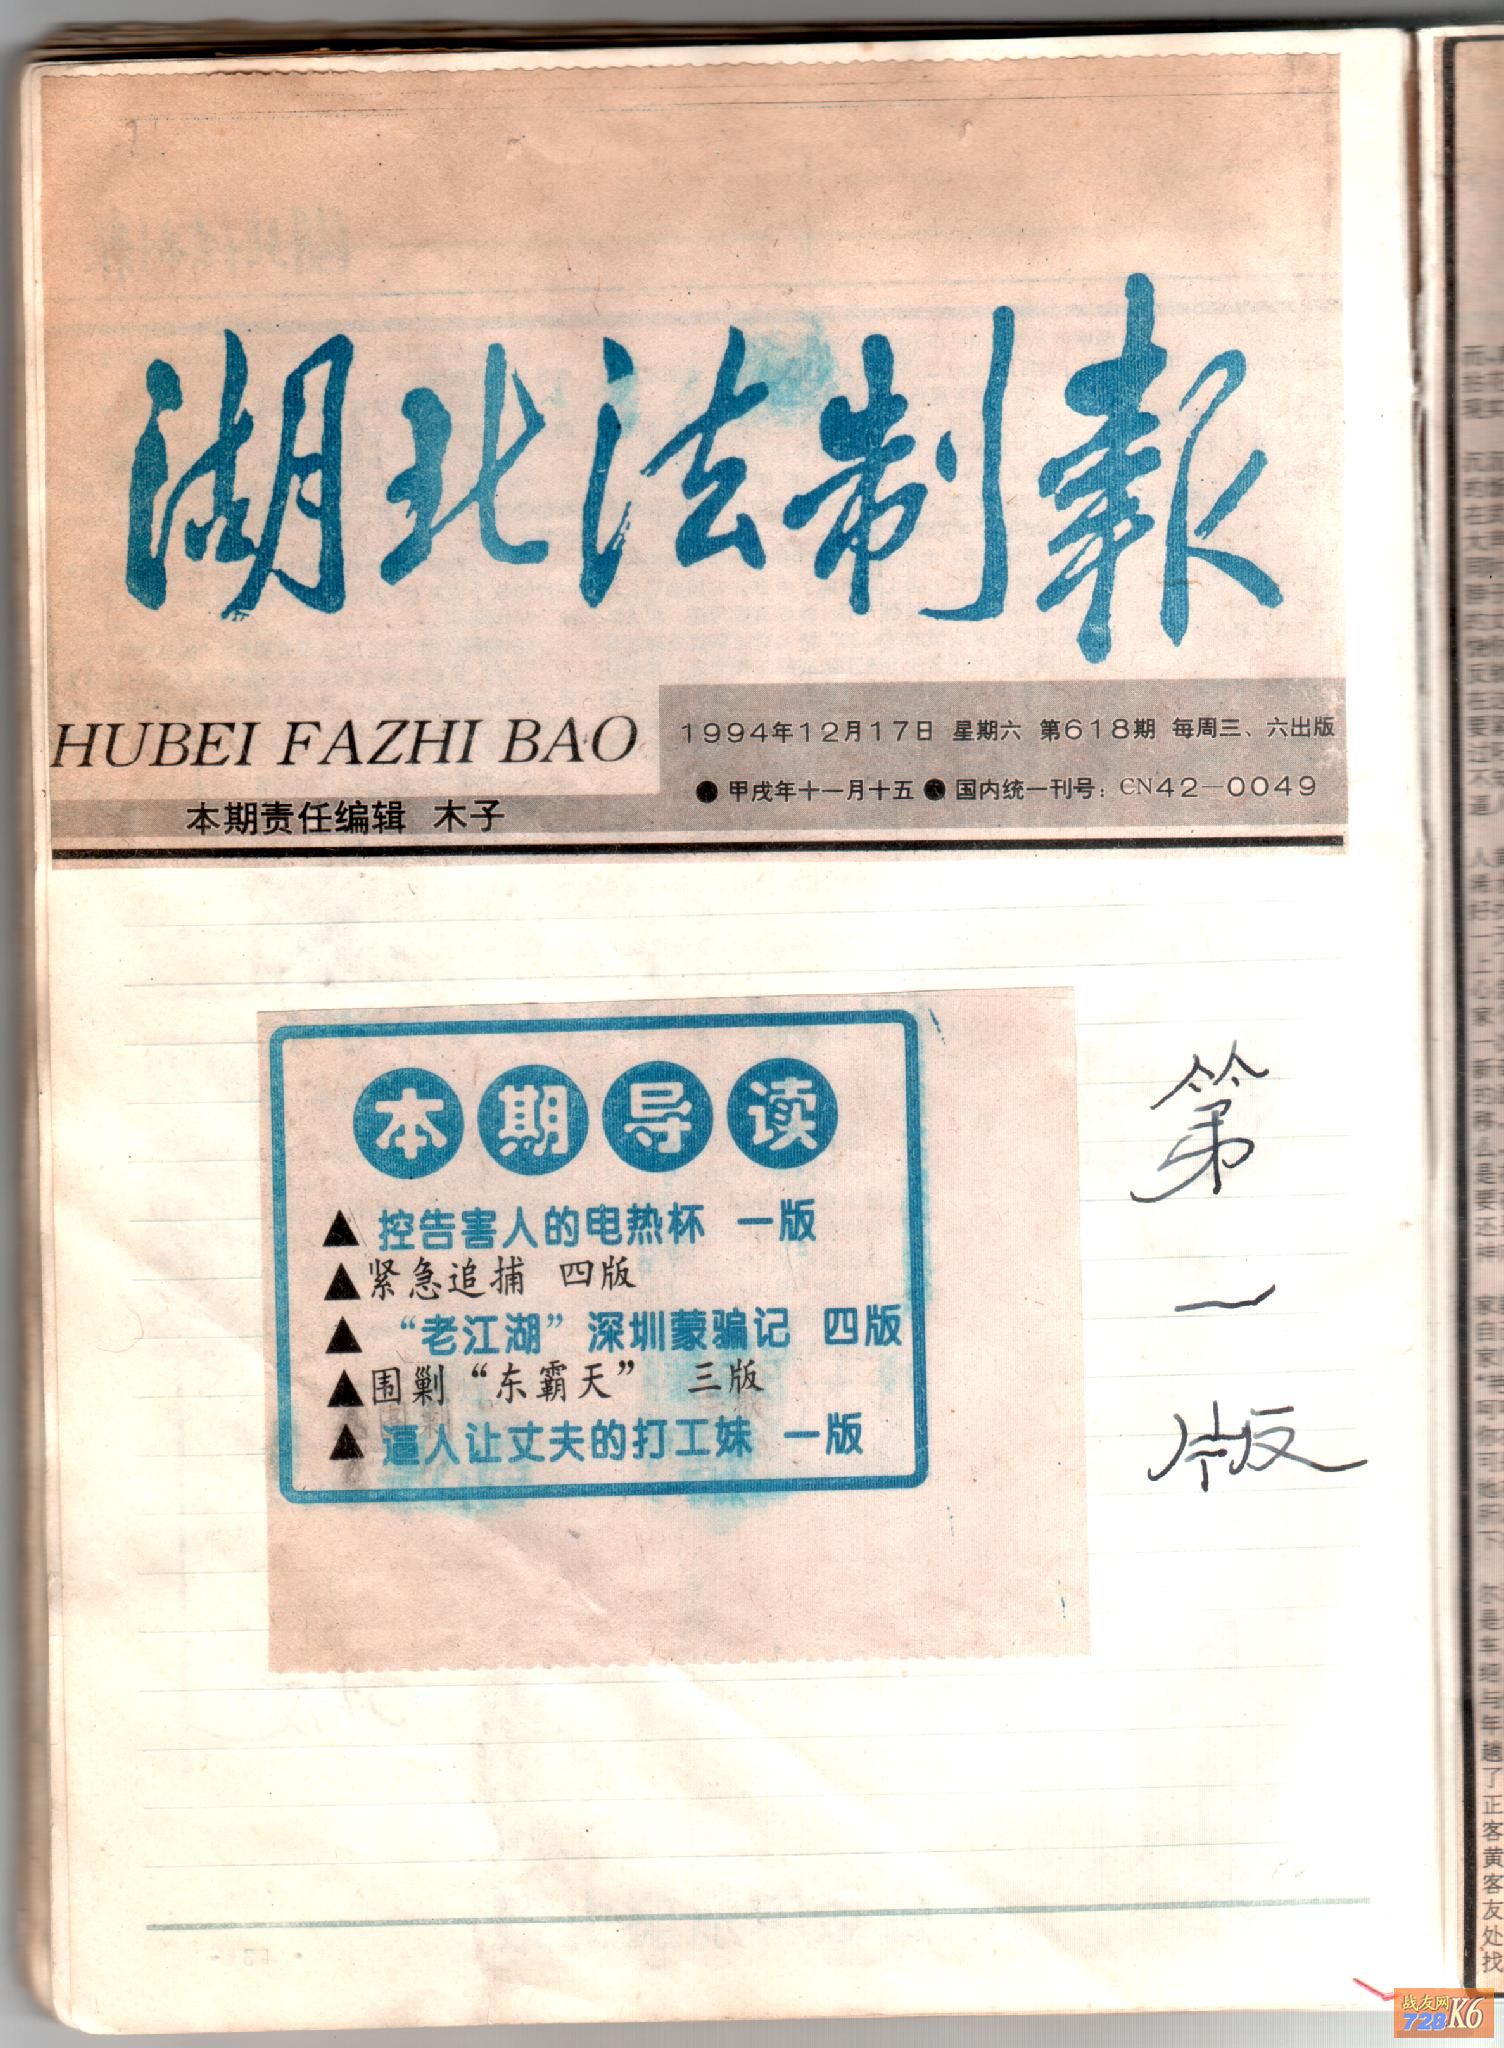 湖北法制報
HUBEI FAZHI BAO
1994年12月17日 星期六 第618期 每周三、六出版
●甲戌年十一月十五●国内统一刊号：CN42—0049
本期责任编辑 木子
本期导读
▲控告害人的电热杯 一版
▲紧急追捕 四版
▲“老江湖”深圳蒙骗记 四版
▲围剿“东霸天” 三版
▲逼人让丈夫的打工妹 一版
第一版
战友网
728K6